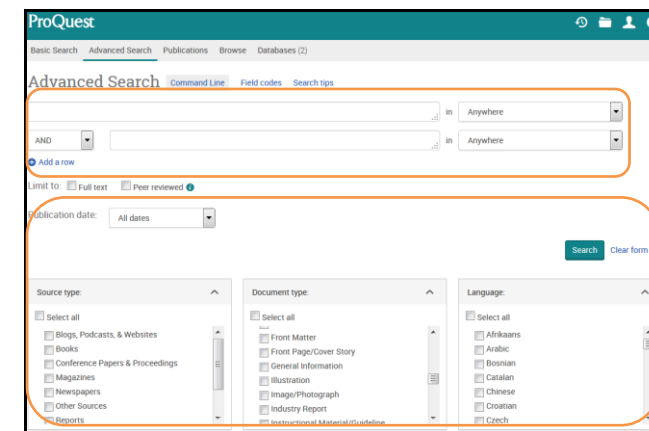 ProQuest
Basic Search Advanced Search Publications Browse Databases (2)
Advanced Search Command Line Field codes Search tips
in Anywhere
AND in Anywhere
Add a row
Limit to: Full text Peer reviewed
Publication date: All dates
Search Clear form
Source type: Document type: Language:
Select all Select all Select all
Blogs, Podcasts, & Websites Front Matter Afrikaans
Books Front Page/Cover Story Arabic
Conference Papers & Proceedings General Information Bosnian
Magazines Illustration Catalan
Newspapers Image/Photograph Chinese
Other Sources Industry Report Croatian
Reports Instructional Material/Guideline Czech